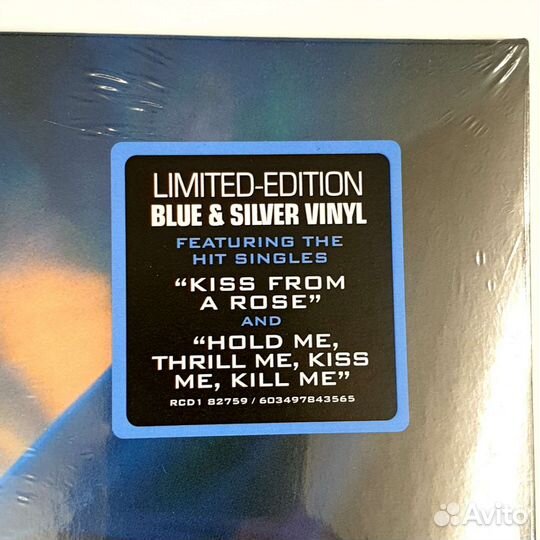 LIMITED-EDITION
BLUE & SILVER VINYL
FEATURING THE
HIT SINGLES
“KISS FROM
A ROSE”
AND
“HOLD ME,
THRILL ME, KISS
ME, KILL ME”
RCD1 B2759 / 603497843565
Avito